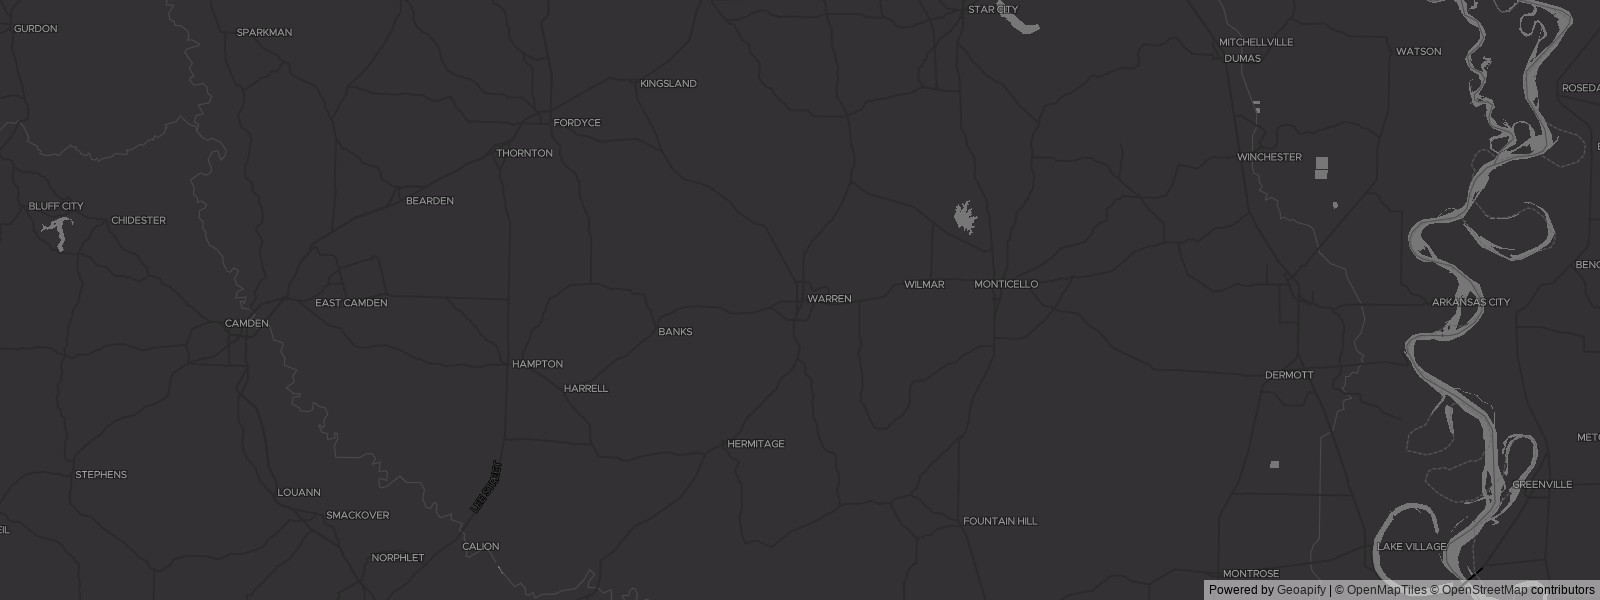 STAR CITY
GURDON
SPARKMAN
MITCHELLVILLE
WATSON
DUMAS
KINGSLAND
FORDYCE
THORNTON
WINCHESTER
BEARDEN
BLUFF CITY
CHIDESTER
WILMAR
MONTICELLO
WARREN
EAST CAMDEN
ARKANSAS CITY
CAMDEN
BANKS
HAMPTON
DERMOTT
HARRELL
HERMITAGE
STEPHENS
LEE STREET
GREENVILLE
LOUANN
SMACKOVER
FOUNTAIN HILL
CALION
LAKE VILLAGE
NORPHLET
MONTROSE
Powered by Geoapify | © OpenMapTiles © OpenStreetMap contributors